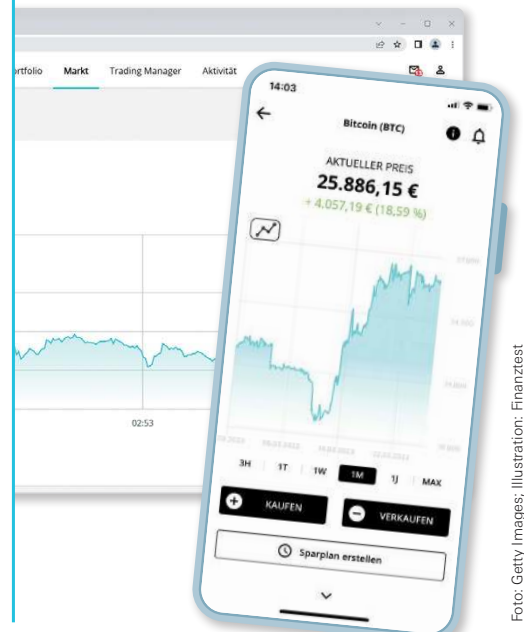 rtfolio Markt Trading Manager Aktivität
02:53
14:03
Bitcoin (BTC)
AKTUELLER PREIS
25.886,15 €
+ 4.057,19 € (18,59 %)
3H 1T 1W 1M 1J MAX
KAUFEN
VERKAUFEN
Sparplan erstellen
Foto: Getty Images; Illustration: Finanztest